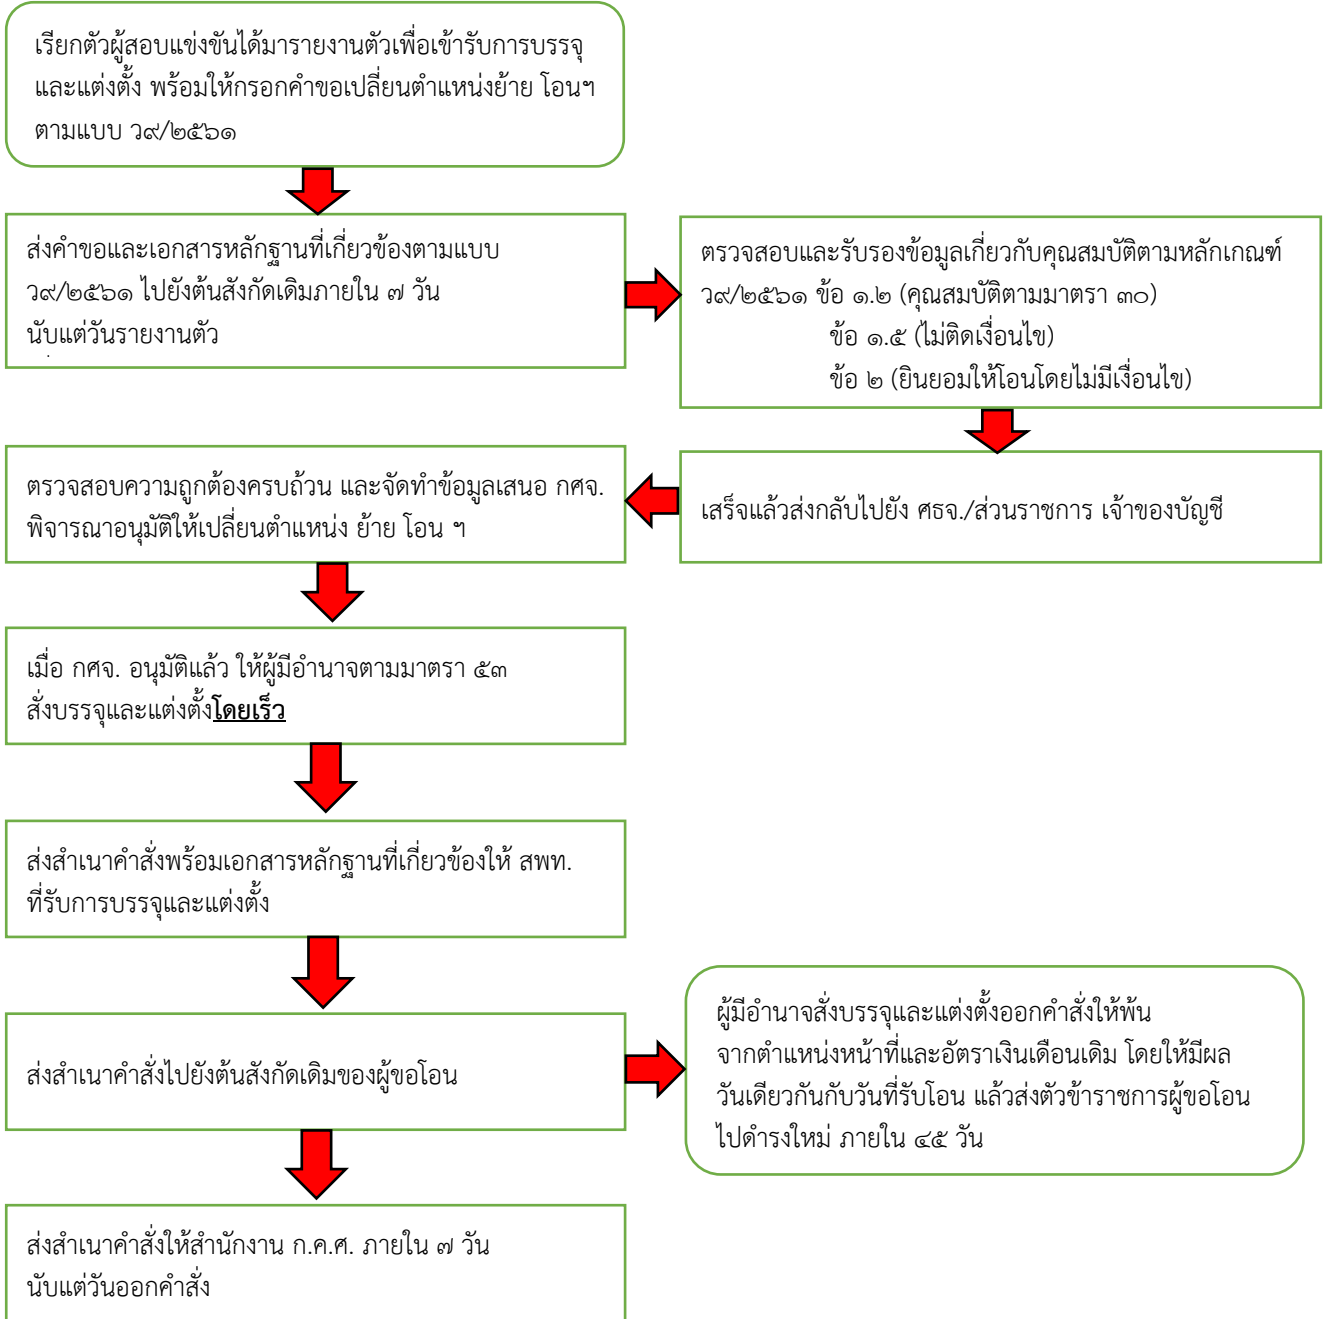 เรียกตัวผู้สอบแข่งขันได้มารายงานตัวเพื่อเข้ารับการบรรจุ
และแต่งตั้ง พร้อมให้กรอกคำขอเปลี่ยนตำแหน่งย้าย โอนฯ
ตามแบบ ว๙/๒๕๖๑
ส่งคำขอและเอกสารหลักฐานที่เกี่ยวข้องตามแบบ
ว๙/๒๕๖๑ ไปยังต้นสังกัดเดิมภายใน ๗ วัน
นับแต่วันรายงานตัว
ตรวจสอบและรับรองข้อมูลเกี่ยวกับคุณสมบัติตามหลักเกณฑ์
ว๙/๒๕๖๑ ข้อ ๑.๒ (คุณสมบัติตามมาตรา ๓๐)
ข้อ ๑.๕ (ไม่ติดเงื่อนไข)
ข้อ ๒ (ยินยอมให้โอนโดยไม่มีเงื่อนไข)
เสร็จแล้วส่งกลับไปยัง ศธจ./ส่วนราชการ เจ้าของบัญชี
ตรวจสอบความถูกต้องครบถ้วน และจัดทำข้อมูลเสนอ กศจ.
พิจารณาอนุมัติให้เปลี่ยนตำแหน่ง ย้าย โอน ฯ
เมื่อ กศจ. อนุมัติแล้ว ให้ผู้มีอำนาจตามมาตรา ๕๓
สั่งบรรจุและแต่งตั้งโดยเร็ว
ส่งสำเนาคำสั่งพร้อมเอกสารหลักฐานที่เกี่ยวข้องให้ สพท.
ที่รับการบรรจุและแต่งตั้ง
ส่งสำเนาคำสั่งไปยังต้นสังกัดเดิมของผู้ขอโอน
ผู้มีอำนาจสั่งบรรจุและแต่งตั้งออกคำสั่งให้พ้น
จากตำแหน่งหน้าที่และอัตราเงินเดือนเดิม โดยให้มีผล
วันเดียวกันกับวันที่รับโอน แล้วส่งตัวข้าราชการผู้ขอโอน
ไปดำรงใหม่ ภายใน ๔๕ วัน
ส่งสำเนาคำสั่งให้สำนักงาน ก.ค.ศ. ภายใน ๗ วัน
นับแต่วันออกคำสั่ง